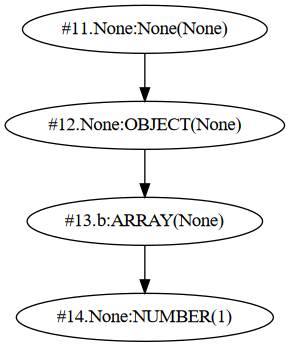 #11.None:None(None)
#12.None:OBJECT(None)
#13.b:ARRAY(None)
#14.None:NUMBER(1)